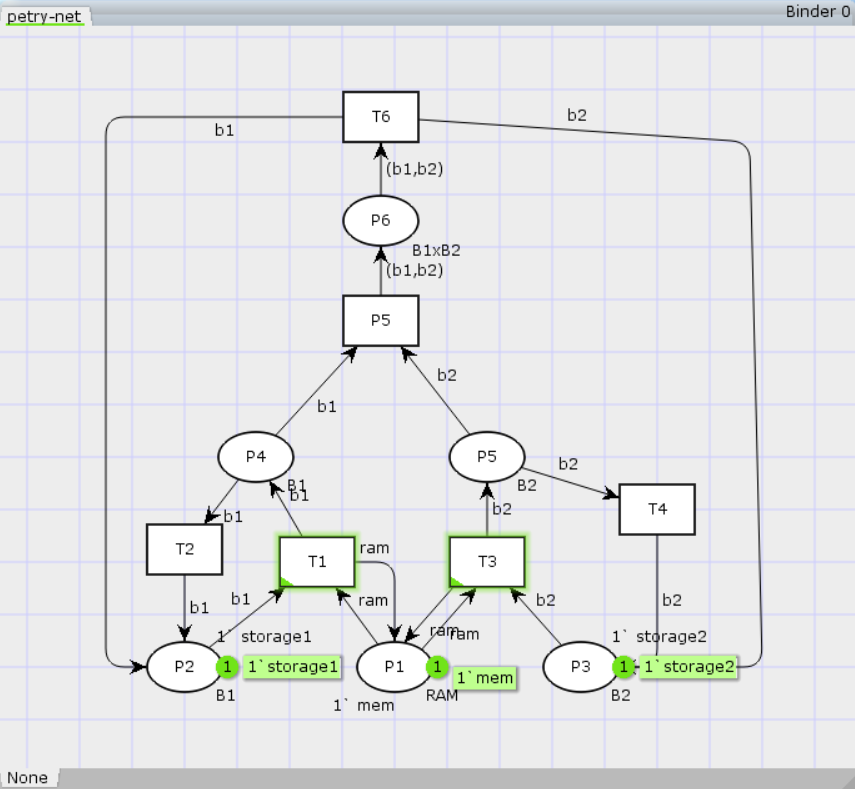 petry-net
Binder 0
T6
b1
b2
(b1,b2)
P6
B1xB2
(b1,b2)
P5
b1
b2
P4
B1
b1
P5
B2
b2
T4
b1
b2
T2
T1
ram
T3
b1
b1
ram
ram
ram
b2
b2
1` storage1
1` storage2
P2
1
1`storage1
B1
P1
1
1`mem
RAM
1` mem
P3
1
1`storage2
B2
None